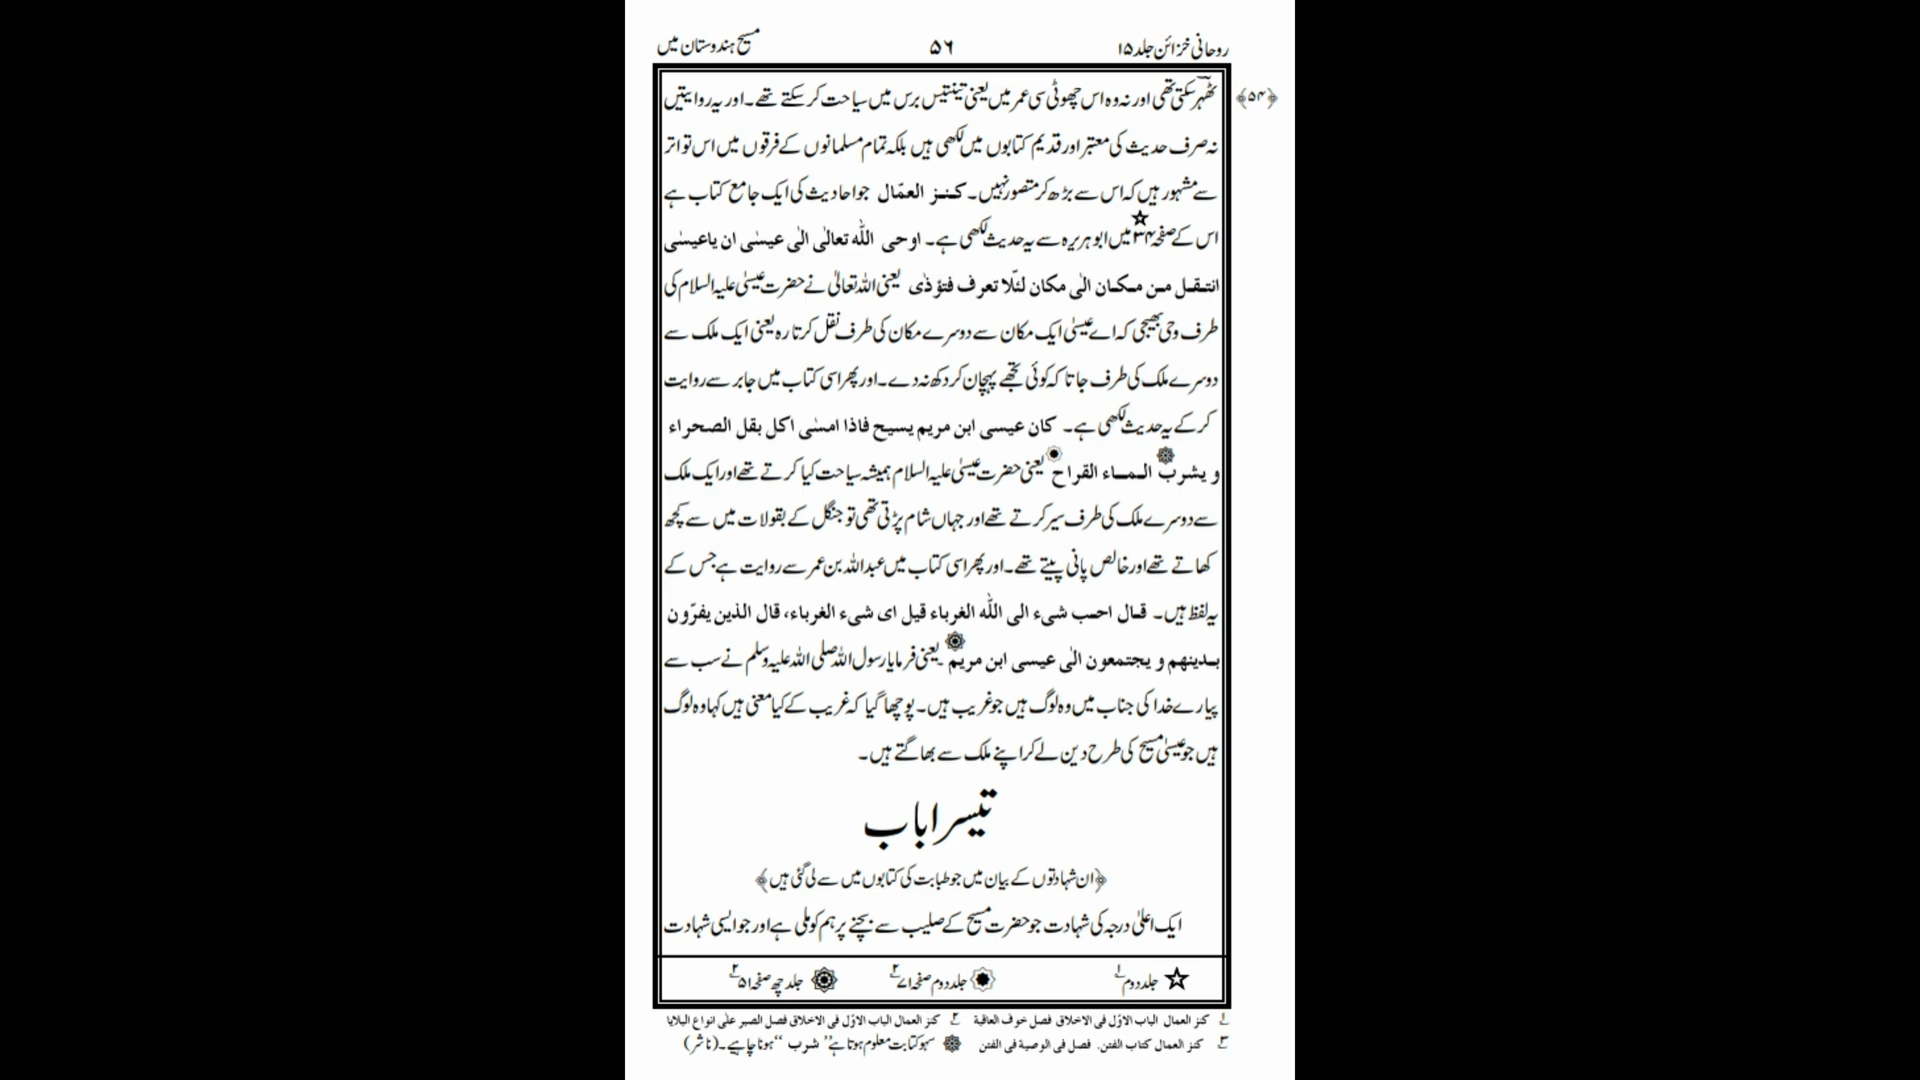 روحانی خزائن جلد ۱۵ ۵۶ مسیح ہندوستان میں
﴿۵۴﴾ ٹھہر سکتی تھی اور نہ وہ اس چھوٹی سی عمر میں یعنی تینتیس برس میں سیاحت کر سکتے تھے۔ اور یہ روایتیں
نہ صرف حدیث کی معتبر اور قدیم کتابوں میں لکھی ہیں بلکہ تمام مسلمانوں کے فرقوں میں اس تواتر
سے مشہور ہیں کہ اس سے بڑھ کر متصور نہیں۔ کنز العمّال جو احادیث کی ایک جامع کتاب ہے
اس کے صفحہ ۳۴☆ میں ابو ہریرہ سے یہ حدیث لکھی ہے۔ اوحی اللّٰہ تعالٰی الٰی عیسٰی ان یاعیسٰی
انتقل من مکان الٰی مکان لئلّا تعرف فتؤذٰی یعنی اللہ تعالیٰ نے حضرت عیسیٰ علیہ السلام کی
طرف وحی بھیجی کہ اے عیسیٰ ایک مکان سے دوسرے مکان کی طرف نقل کرتا رہ یعنی ایک ملک سے
دوسرے ملک کی طرف جا تا کہ کوئی تجھے پہچان کر دکھ نہ دے۔ اور پھر اسی کتاب میں جابر سے روایت
کر کے یہ حدیث لکھی ہے۔ کان عیسی ابن مریم یسیح فاذا امسٰی اکل بقل الصحراء
و یشرب الماء القراح یعنی حضرت عیسیٰ علیہ السلام ہمیشہ سیاحت کیا کرتے تھے اور ایک ملک
سے دوسرے ملک کی طرف سیر کرتے تھے اور جہاں شام پڑتی تھی تو جنگل کے بقولات میں سے کچھ
کھاتے تھے اور خالص پانی پیتے تھے۔ اور پھر اسی کتاب میں عبداللہ بن عمر سے روایت ہے جس کے
یہ لفظ ہیں۔ قال احب شیء الی اللّٰہ الغرباء قیل ای شیء الغرباء، قال الذین یفرّون
بدینھم و یجتمعون الٰی عیسی ابن مریم۔ یعنی فرمایا رسول اللہ صلی اللہ علیہ وسلم نے سب سے
پیارے خدا کی جناب میں وہ لوگ ہیں جو غریب ہیں۔ پوچھا گیا کہ غریب کے کیا معنی ہیں کہا وہ لوگ
ہیں جو عیسیٰ مسیح کی طرح دین لے کر اپنے ملک سے بھاگتے ہیں۔
تیسرا باب
﴿ان شہادتوں کے بیان میں جو طبابت کی کتابوں میں سے لی گئی ہیں﴾
ایک اعلیٰ درجہ کی شہادت جو حضرت مسیح کے صلیب سے بچنے پر ہم کو ملی ہے اور جو ایسی شہادت
☆ جلد دوم۱ جلد دوم صفحہ ۷۱۲ جلد چھ صفحہ ۵۱۲
۱ کنز العمال الباب الاوّل فی الاخلاق فصل خوف العاقبۃ ۲ کنز العمال الباب الاوّل فی الاخلاق فصل الصبر علی انواع البلایا
۳ کنز العمال کتاب الفتن۔ فصل فی الوصیۃ فی الفتن سہو کتابت معلوم ہوتا ہے ’’شرب‘‘ ہونا چاہیے۔ (ناشر)